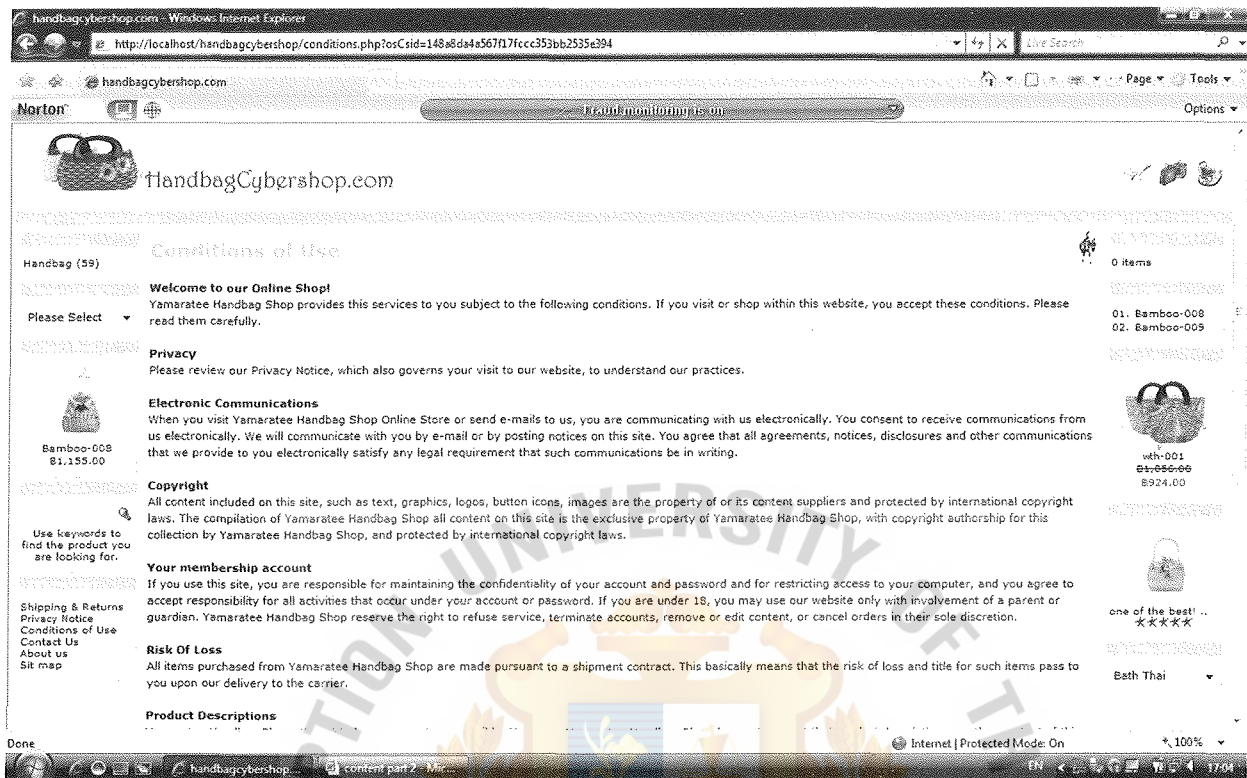 handbagcybershop.com - Windows Internet Explorer
http://localhost/handbagcybershop/conditions.php?osCsid=148a8da4a567f17fccc353bb2535e394
Live Search
handbagcybershop.com
Page
Tools
Norton
Fraud monitoring is on
Options
HandbagCybershop.com
Handbag (59)
Please Select
Bamboo-008
฿1,155.00
Use keywords to
find the product you
are looking for.
Shipping & Returns
Privacy Notice
Conditions of Use
Contact Us
About us
Sit map
Conditions of Use
Welcome to our Online Shop!
Yamaratee Handbag Shop provides this services to you subject to the following conditions. If you visit or shop within this website, you accept these conditions. Please
read them carefully.
Privacy
Please review our Privacy Notice, which also governs your visit to our website, to understand our practices.
Electronic Communications
When you visit Yamaratee Handbag Shop Online Store or send e-mails to us, you are communicating with us electronically. You consent to receive communications from
us electronically. We will communicate with you by e-mail or by posting notices on this site. You agree that all agreements, notices, disclosures and other communications
that we provide to you electronically satisfy any legal requirement that such communications be in writing.
Copyright
All content included on this site, such as text, graphics, logos, button icons, images are the property of or its content suppliers and protected by international copyright
laws. The compilation of Yamaratee Handbag Shop all content on this site is the exclusive property of Yamaratee Handbag Shop, with copyright authorship for this
collection by Yamaratee Handbag Shop, and protected by international copyright laws.
Your membership account
If you use this site, you are responsible for maintaining the confidentiality of your account and password and for restricting access to your computer, and you agree to
accept responsibility for all activities that occur under your account or password. If you are under 18, you may use our website only with involvement of a parent or
guardian. Yamaratee Handbag Shop reserve the right to refuse service, terminate accounts, remove or edit content, or cancel orders in their sole discretion.
Risk Of Loss
All items purchased from Yamaratee Handbag Shop are made pursuant to a shipment contract. This basically means that the risk of loss and title for such items pass to
you upon our delivery to the carrier.
Product Descriptions
0 items
01. Bamboo-008
02. Bamboo-009
wth-001
฿1,056.00
฿924.00
one of the best! ..
Bath Thai
Done
Internet | Protected Mode: On
100%
handbagcybershop....
content part 2 - Mic...
EN
17:04
UNIVERSITY